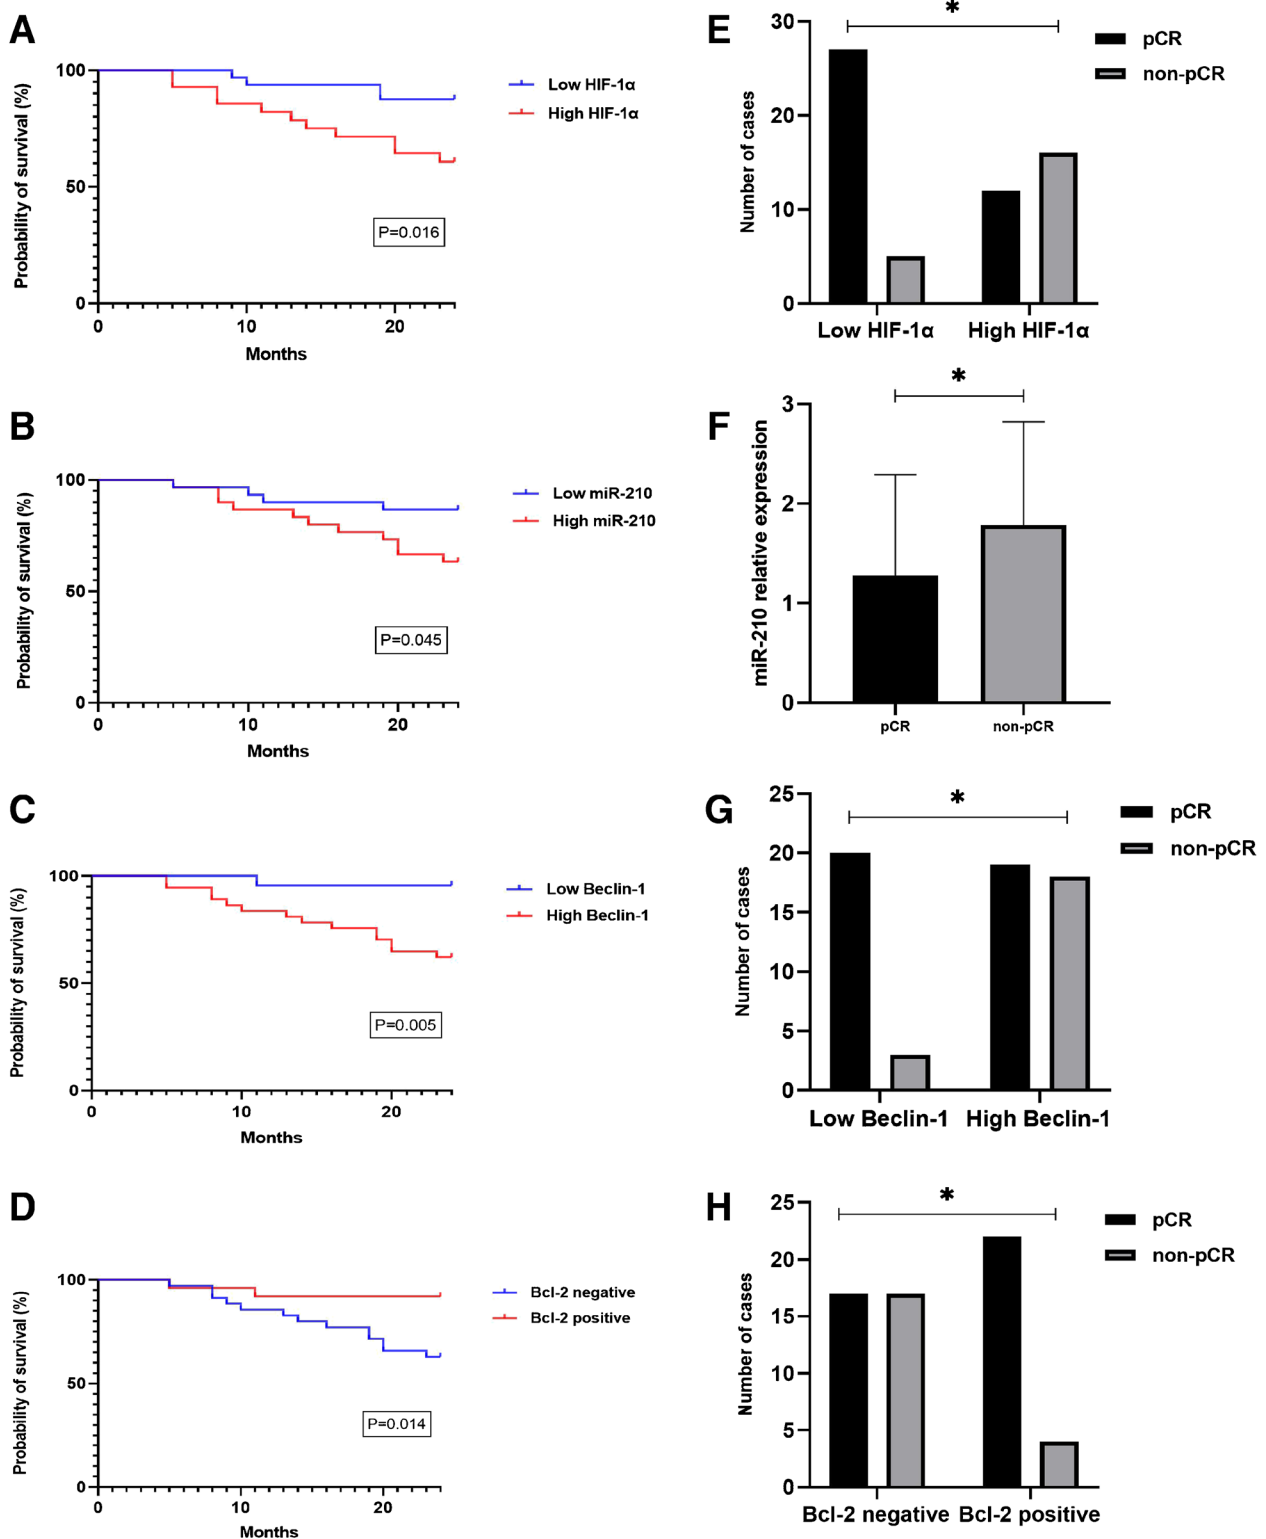 A
Probability of survival (%)
100
50
0
0 10 20
Months
Low HIF-1α
High HIF-1α
P=0.016
E
Number of cases
30
20
10
0
*
Low HIF-1α High HIF-1α
pCR
non-pCR
B
Probability of survival (%)
100
50
0
0 10 20
Months
Low miR-210
High miR-210
P=0.045
F
miR-210 relative expression
3
2
1
0
*
pCR non-pCR
C
Probability of survival (%)
100
50
0
0 10 20
Months
Low Beclin-1
High Beclin-1
P=0.005
G
Number of cases
25
20
15
10
5
0
*
Low Beclin-1 High Beclin-1
pCR
non-pCR
D
Probability of survival (%)
100
50
0
0 10 20
Months
Bcl-2 negative
Bcl-2 positive
P=0.014
H
Number of cases
25
20
15
10
5
0
*
Bcl-2 negative Bcl-2 positive
pCR
non-pCR